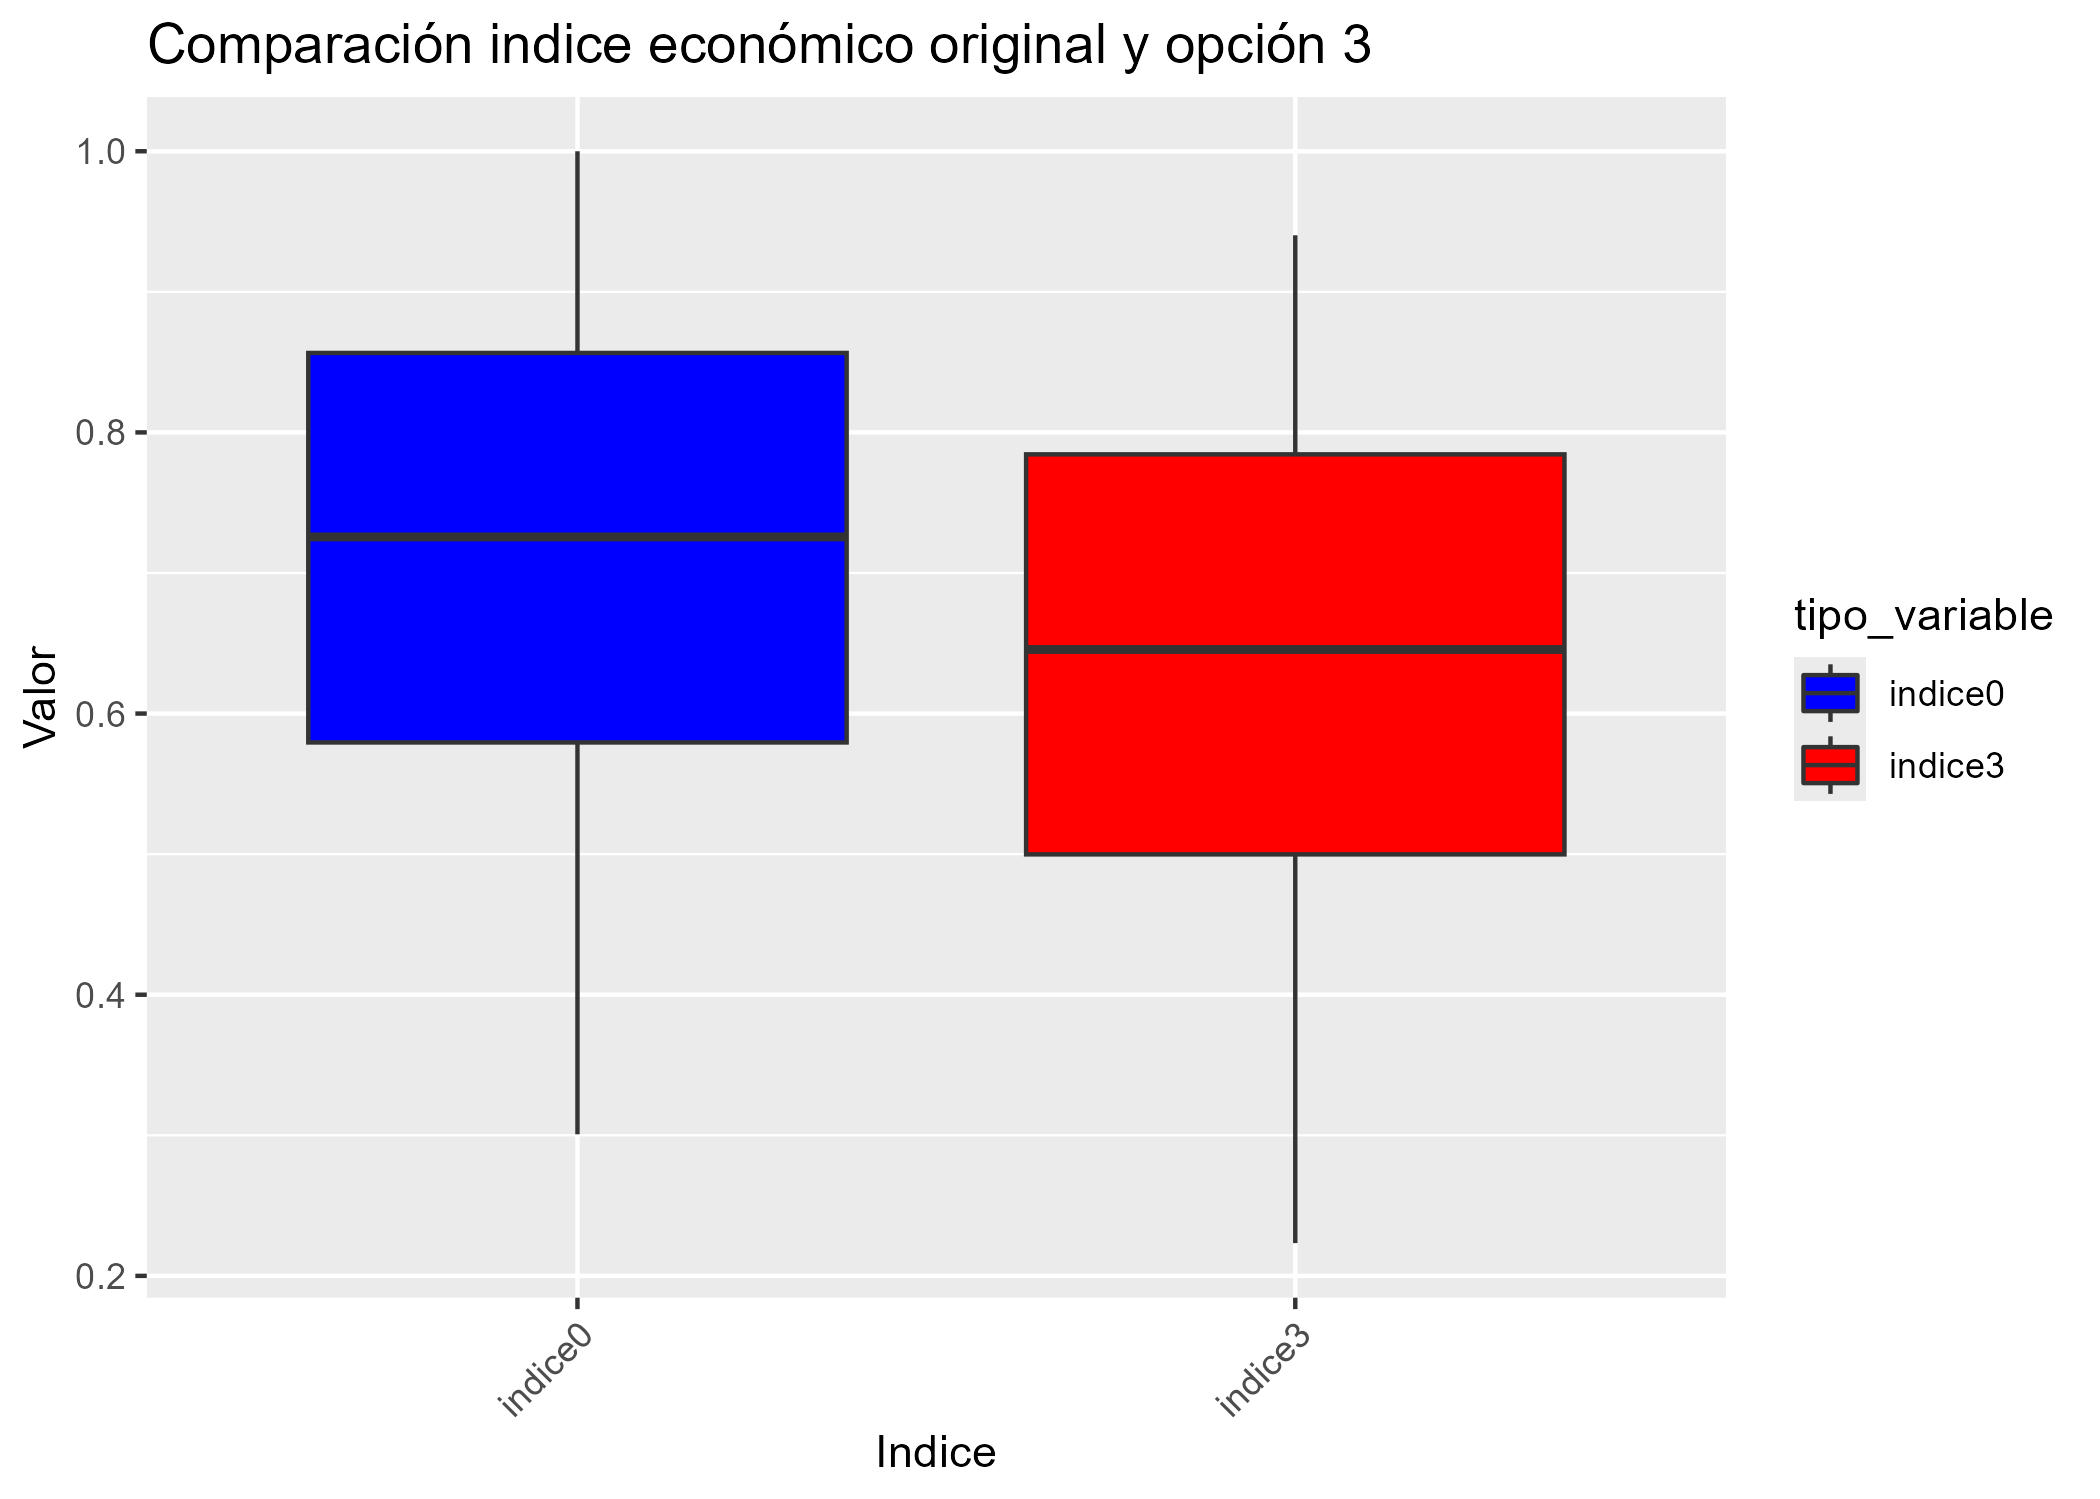 Comparación indice económico original y opción 3
1.0
0.8
0.6
0.4
0.2
Valor
indice0
indice3
Indice
tipo_variable
indice0
indice3